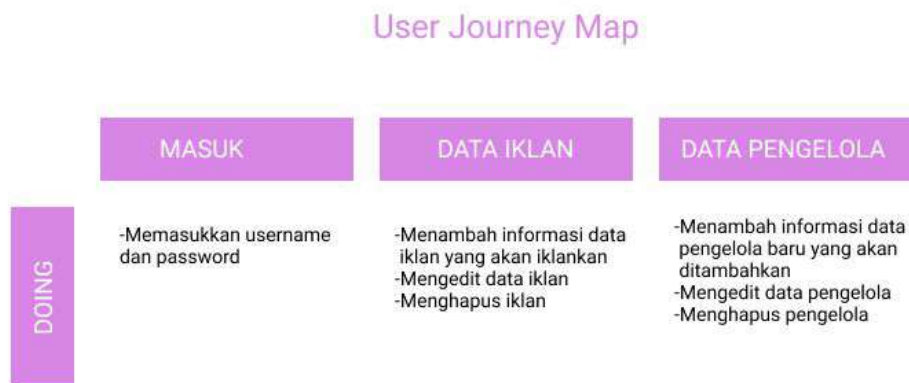 User Journey Map
MASUK
DATA IKLAN
DATA PENGELOLA
DOING
-Memasukkan username
dan password
-Menambah informasi data
iklan yang akan iklankan
-Mengedit data iklan
-Menghapus iklan
-Menambah informasi data
pengelola baru yang akan
ditambahkan
-Mengedit data pengelola
-Menghapus pengelola